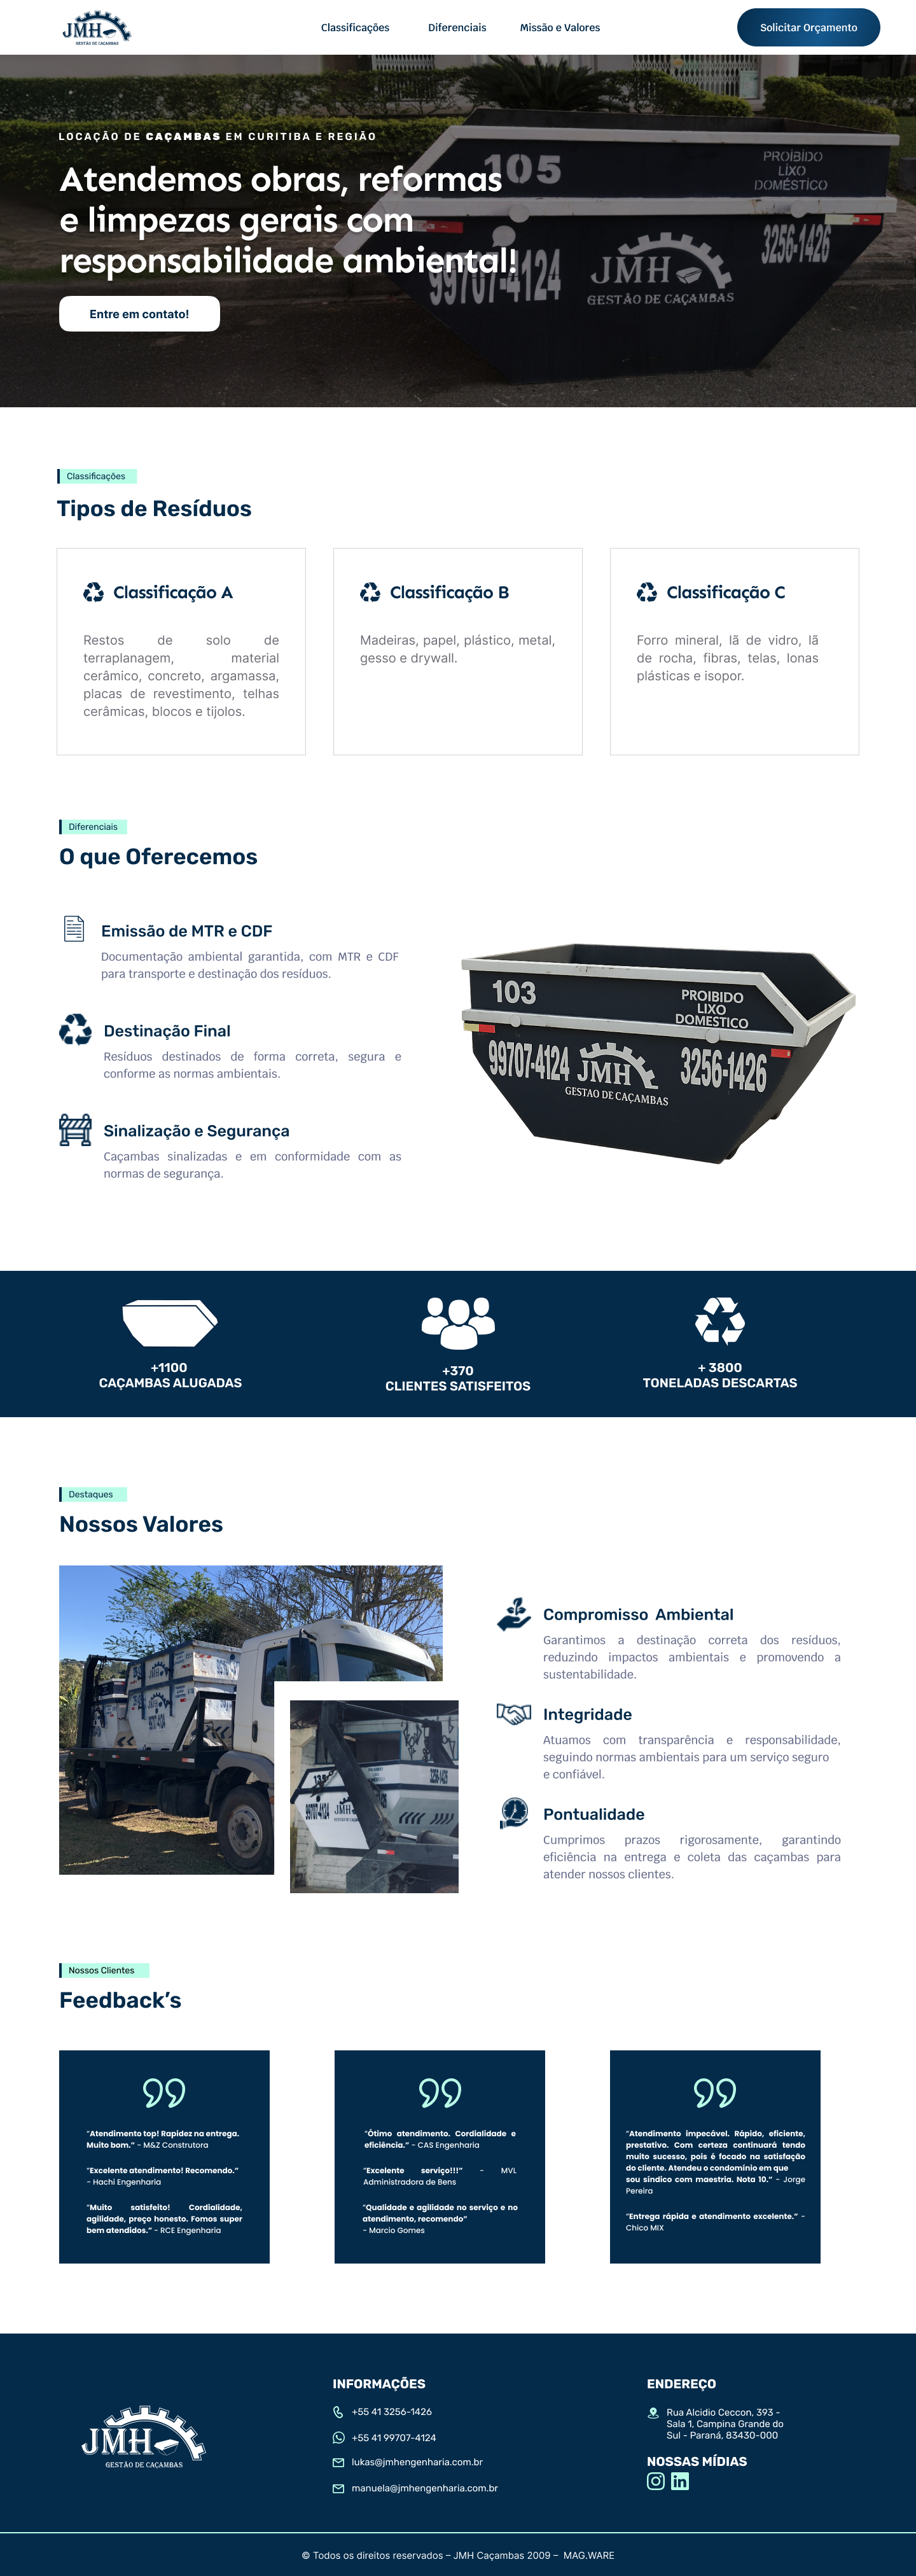 JMH
GESTÃO DE CAÇAMBAS
Classificações
Diferenciais
Missão e Valores
Solicitar Orçamento
LOCAÇÃO DE CAÇAMBAS EM CURITIBA E REGIÃO
Atendemos obras, reformas
e limpezas gerais com
responsabilidade ambiental!
Entre em contato!
105
PROIBIDO
LIXO
DOMÉSTICO
99707-4124
JMH
GESTÃO DE CAÇAMBAS
3256-1426
Classificações
Tipos de Resíduos
Classificação A
Restos de solo de
terraplanagem, material
cerâmico, concreto, argamassa,
placas de revestimento, telhas
cerâmicas, blocos e tijolos.
Classificação B
Madeiras, papel, plástico, metal,
gesso e drywall.
Classificação C
Forro mineral, lã de vidro, lã
de rocha, fibras, telas, lonas
plásticas e isopor.
Diferenciais
O que Oferecemos
Emissão de MTR e CDF
Documentação ambiental garantida, com MTR e CDF
para transporte e destinação dos resíduos.
Destinação Final
Resíduos destinados de forma correta, segura e
conforme as normas ambientais.
Sinalização e Segurança
Caçambas sinalizadas e em conformidade com as
normas de segurança.
103
PROIBIDO
LIXO
DOMESTICO
99707-4124
JMH
GESTAO DE CAÇAMBAS
3256-1426
+1100
CAÇAMBAS ALUGADAS
+370
CLIENTES SATISFEITOS
+ 3800
TONELADAS DESCARTAS
Destaques
Nossos Valores
Compromisso Ambiental
Garantimos a destinação correta dos resíduos,
reduzindo impactos ambientais e promovendo a
sustentabilidade.
Integridade
Atuamos com transparência e responsabilidade,
seguindo normas ambientais para um serviço seguro
e confiável.
Pontualidade
Cumprimos prazos rigorosamente, garantindo
eficiência na entrega e coleta das caçambas para
atender nossos clientes.
99707-4124
JMH
Nossos Clientes
Feedback’s
“Atendimento top! Rapidez na entrega.
Muito bom.” - M&Z Construtora
“Excelente atendimento! Recomendo.”
- Hachi Engenharia
“Muito satisfeito! Cordialidade,
agilidade, preço honesto. Fomos super
bem atendidos.” - RCE Engenharia
“Ótimo atendimento. Cordialidade e
eficiência.” - CAS Engenharia
“Excelente serviço!!!” - MVL
Administradora de Bens
“Qualidade e agilidade no serviço e no
atendimento, recomendo”
- Marcio Gomes
“Atendimento impecável. Rápido, eficiente,
prestativo. Com certeza continuará tendo
muito sucesso, pois é focado na satisfação
do cliente. Atendeu o condomínio em que
sou síndico com maestria. Nota 10.” - Jorge
Pereira
“Entrega rápida e atendimento excelente.” -
Chico MIX
JMH
GESTÃO DE CAÇAMBAS
INFORMAÇÕES
+55 41 3256-1426
+55 41 99707-4124
lukas@jmhengenharia.com.br
manuela@jmhengenharia.com.br
ENDEREÇO
Rua Alcidio Ceccon, 393 -
Sala 1, Campina Grande do
Sul - Paraná, 83430-000
NOSSAS MÍDIAS
© Todos os direitos reservados – JMH Caçambas 2009 – MAG.WARE